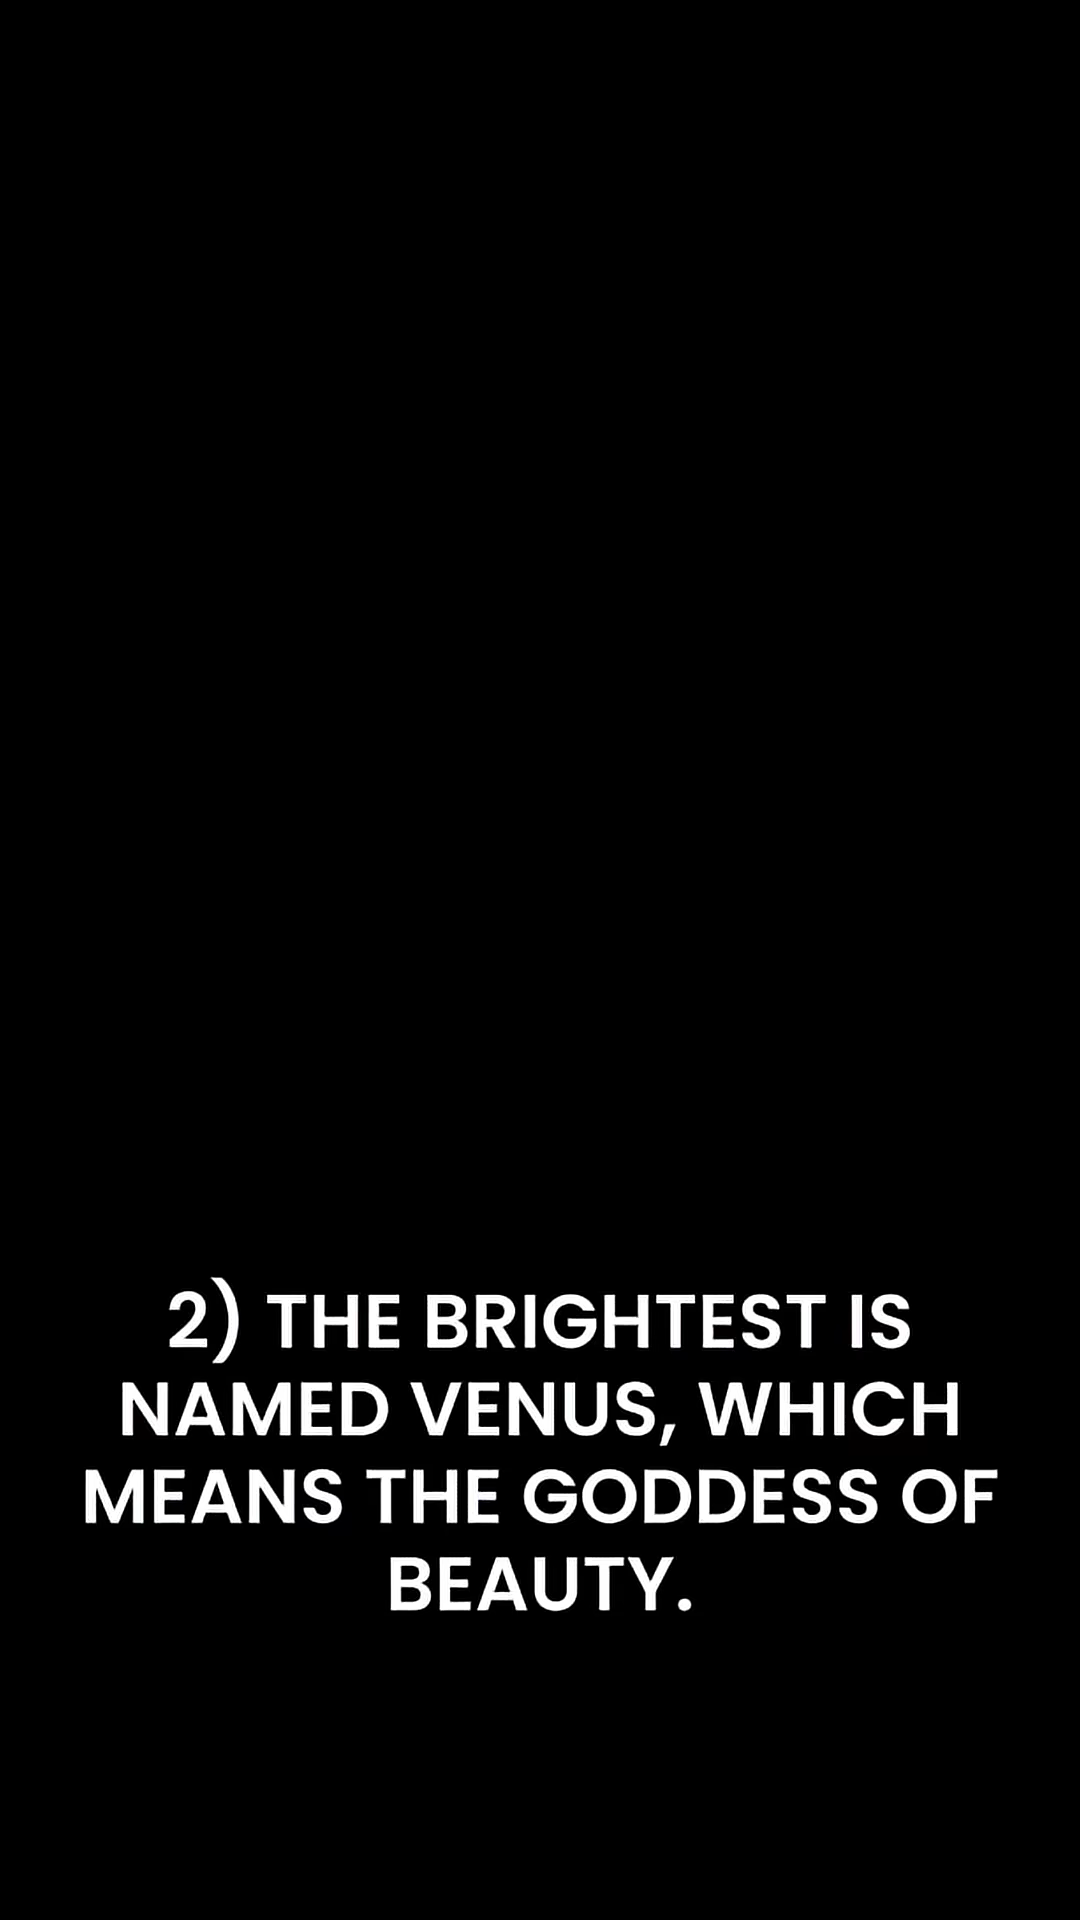 2) THE BRIGHTEST IS
NAMED VENUS, WHICH
MEANS THE GODDESS OF
BEAUTY.